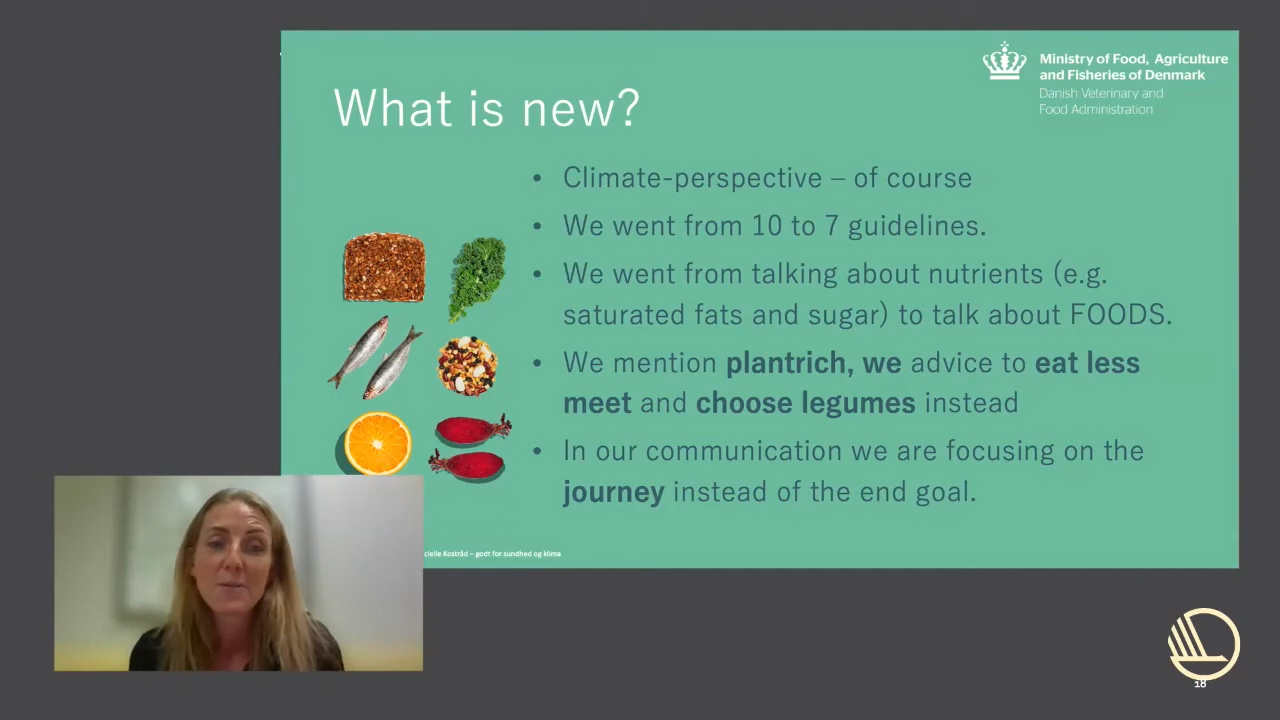 Ministry of Food, Agriculture
and Fisheries of Denmark
Danish Veterinary and
Food Administration
What is new?
• Climate-perspective – of course
• We went from 10 to 7 guidelines.
• We went from talking about nutrients (e.g.
saturated fats and sugar) to talk about FOODS.
• We mention plantrich, we advice to eat less
meet and choose legumes instead
• In our communication we are focusing on the
journey instead of the end goal.
Kostråd – godt for sundhed og klima
18